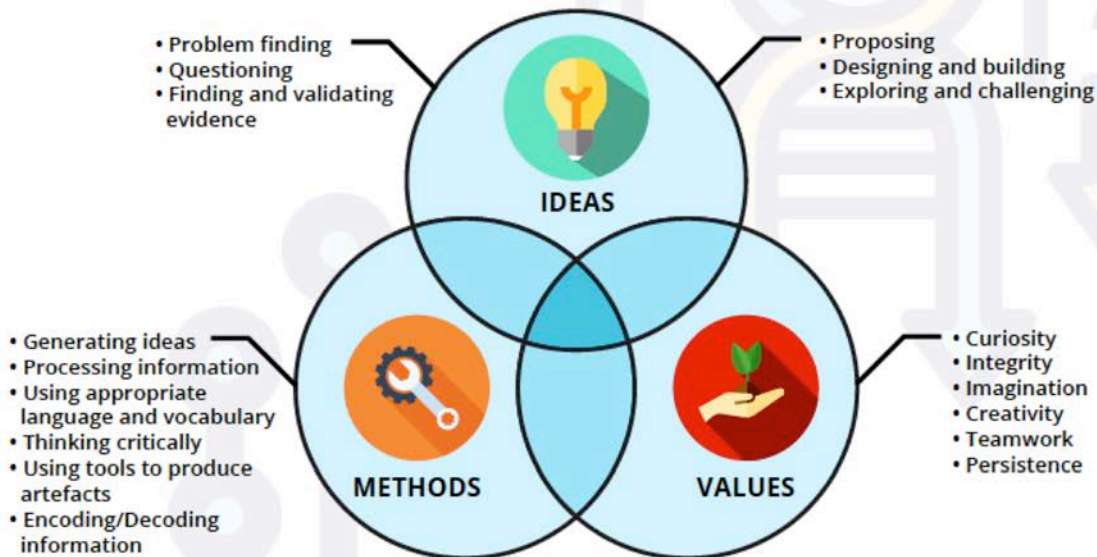 • Problem finding
• Questioning
• Finding and validating
evidence
• Proposing
• Designing and building
• Exploring and challenging
IDEAS
• Generating ideas
• Processing information
• Using appropriate
language and vocabulary
• Thinking critically
• Using tools to produce
artefacts
• Encoding/Decoding
information
METHODS
VALUES
• Curiosity
• Integrity
• Imagination
• Creativity
• Teamwork
• Persistence